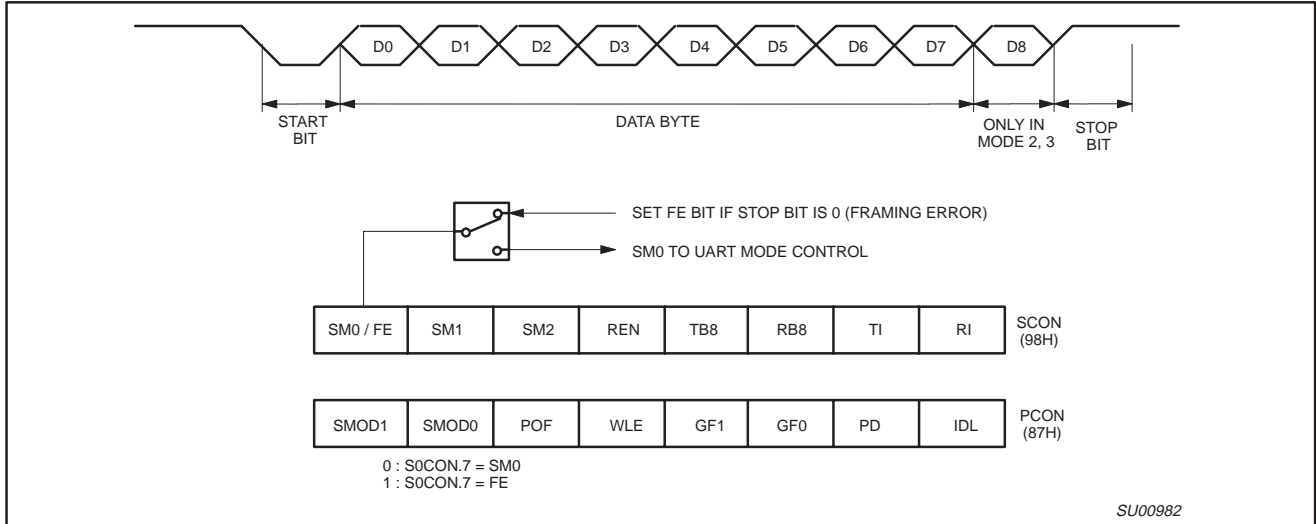 D0 D1 D2 D3 D4 D5 D6 D7 D8
START
BIT
DATA BYTE
ONLY IN
MODE 2, 3
STOP
BIT
SET FE BIT IF STOP BIT IS 0 (FRAMING ERROR)
SM0 TO UART MODE CONTROL
SM0 / FE SM1 SM2 REN TB8 RB8 TI RI
SCON
(98H)
SMOD1 SMOD0 POF WLE GF1 GF0 PD IDL
PCON
(87H)
0 : S0CON.7 = SM0
1 : S0CON.7 = FE
SU00982